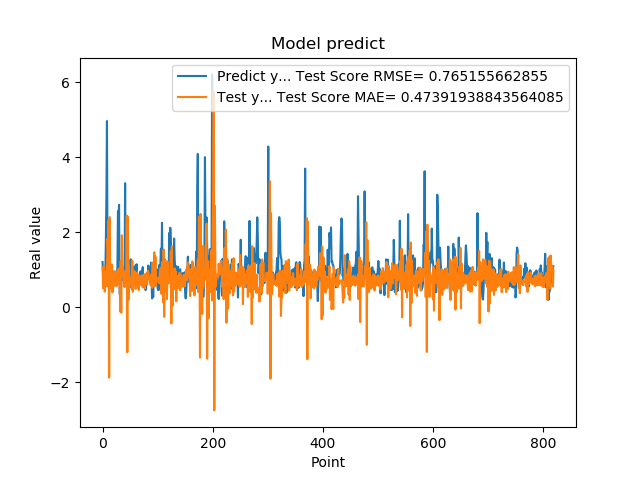 Model predict
Predict y... Test Score RMSE= 0.765155662855
Test y... Test Score MAE= 0.47391938843564085
6
4
2
0
−2
Real value
0 200 400 600 800
Point